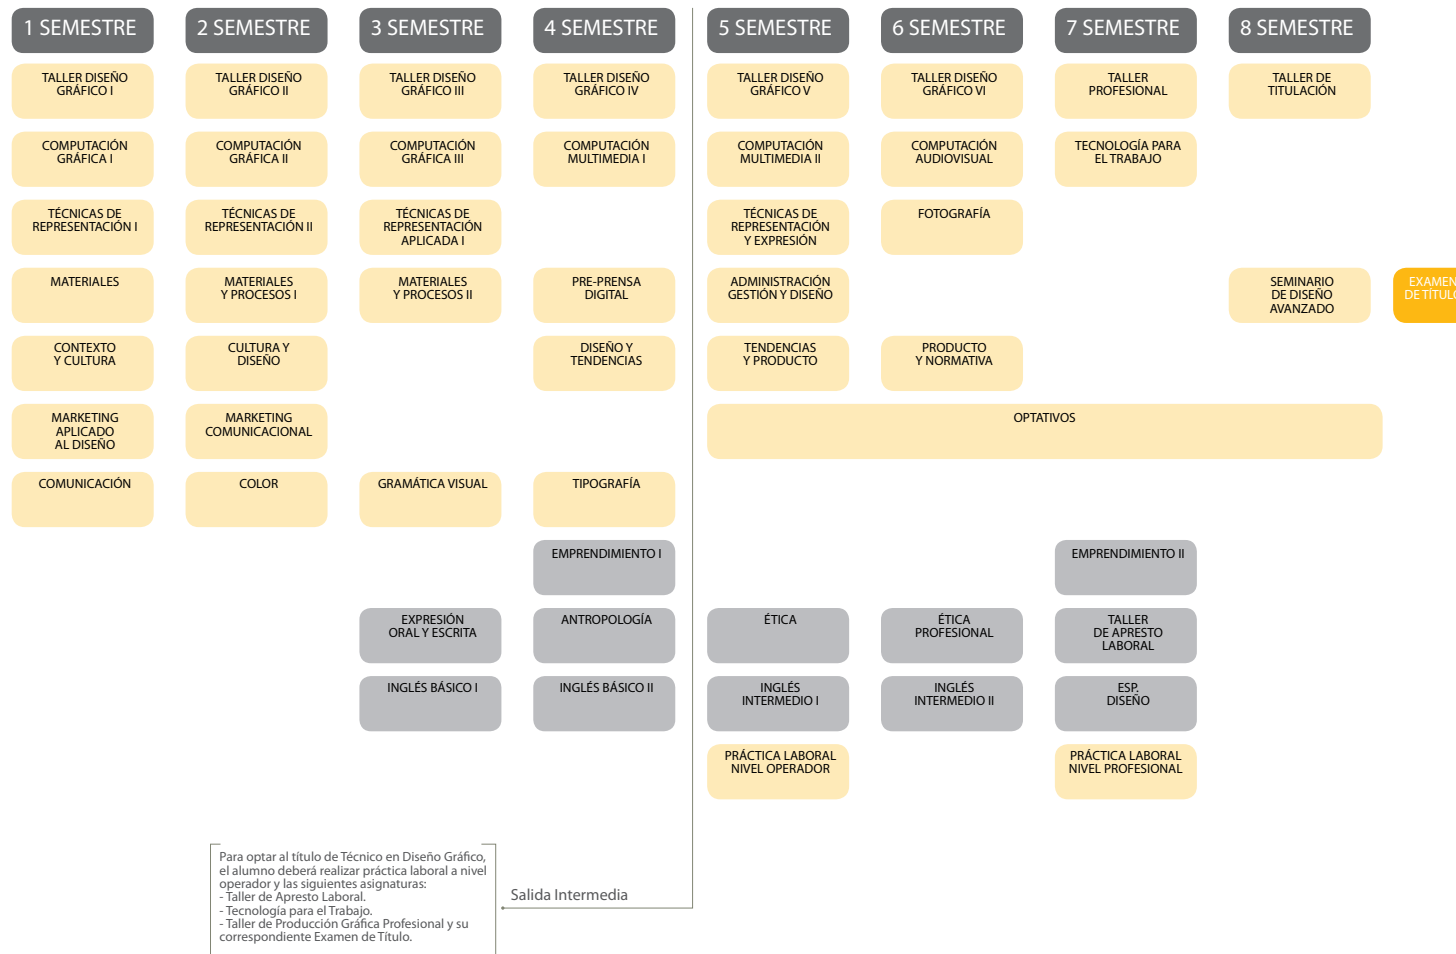 1 SEMESTRE
2 SEMESTRE
3 SEMESTRE
4 SEMESTRE
5 SEMESTRE
6 SEMESTRE
7 SEMESTRE
8 SEMESTRE
TALLER DISEÑO
GRÁFICO I
TALLER DISEÑO
GRÁFICO II
TALLER DISEÑO
GRÁFICO III
TALLER DISEÑO
GRÁFICO IV
TALLER DISEÑO
GRÁFICO V
TALLER DISEÑO
GRÁFICO VI
TALLER
PROFESIONAL
TALLER DE
TITULACIÓN
COMPUTACIÓN
GRÁFICA I
COMPUTACIÓN
GRÁFICA II
COMPUTACIÓN
GRÁFICA III
COMPUTACIÓN
MULTIMEDIA I
COMPUTACIÓN
MULTIMEDIA II
COMPUTACIÓN
AUDIOVISUAL
TECNOLOGÍA PARA
EL TRABAJO
TÉCNICAS DE
REPRESENTACIÓN I
TÉCNICAS DE
REPRESENTACIÓN II
TÉCNICAS DE
REPRESENTACIÓN
APLICADA I
TÉCNICAS DE
REPRESENTACIÓN
Y EXPRESIÓN
FOTOGRAFÍA
MATERIALES
MATERIALES
Y PROCESOS I
MATERIALES
Y PROCESOS II
PRE-PRENSA
DIGITAL
ADMINISTRACIÓN
GESTIÓN Y DISEÑO
SEMINARIO
DE DISEÑO
AVANZADO
EXAMEN
DE TÍTULO
CONTEXTO
Y CULTURA
CULTURA Y
DISEÑO
DISEÑO Y
TENDENCIAS
TENDENCIAS
Y PRODUCTO
PRODUCTO
Y NORMATIVA
MARKETING
APLICADO
AL DISEÑO
MARKETING
COMUNICACIONAL
OPTATIVOS
COMUNICACIÓN
COLOR
GRAMÁTICA VISUAL
TIPOGRAFÍA
EMPRENDIMIENTO I
EMPRENDIMIENTO II
EXPRESIÓN
ORAL Y ESCRITA
ANTROPOLOGÍA
ÉTICA
ÉTICA
PROFESIONAL
TALLER
DE APRESTO
LABORAL
INGLÉS BÁSICO I
INGLÉS BÁSICO II
INGLÉS
INTERMEDIO I
INGLÉS
INTERMEDIO II
ESP.
DISEÑO
PRÁCTICA LABORAL
NIVEL OPERADOR
PRÁCTICA LABORAL
NIVEL PROFESIONAL
Para optar al título de Técnico en Diseño Gráfico,
el alumno deberá realizar práctica laboral a nivel
operador y las siguientes asignaturas:
- Taller de Apresto Laboral.
- Tecnología para el Trabajo.
- Taller de Producción Gráfica Profesional y su
correspondiente Examen de Título.
Salida Intermedia